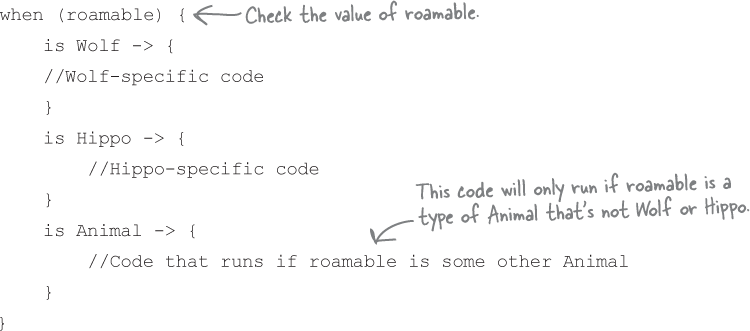 when (roamable) { Check the value of roamable.
    is Wolf -> {
    //Wolf-specific code
    }
    is Hippo -> {
        //Hippo-specific code
    }
This code will only run if roamable is a
type of Animal that's not Wolf or Hippo.
    is Animal -> {
        //Code that runs if roamable is some other Animal
    }
}